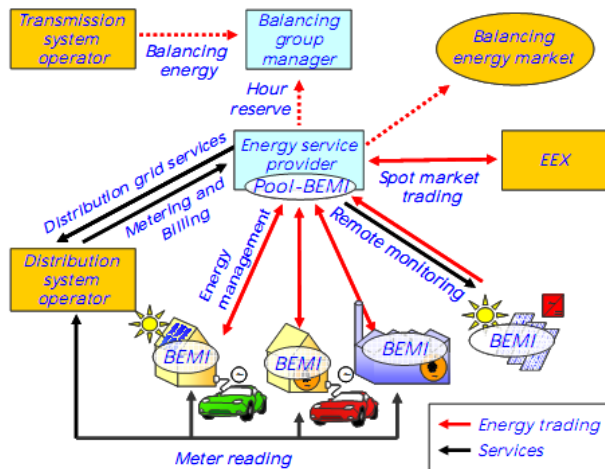 Transmission
system
operator
Balancing
energy
Balancing
group
manager
Balancing
energy market
Hour
reserve
Energy service
provider
Pool-BEMI
Spot market
trading
EEX
Distribution grid services
Metering and
Billing
Distribution
system
operator
Energy
management
Remote monitoring
BEMI
BEMI
BEMI
BEMI
Meter reading
Energy trading
Services